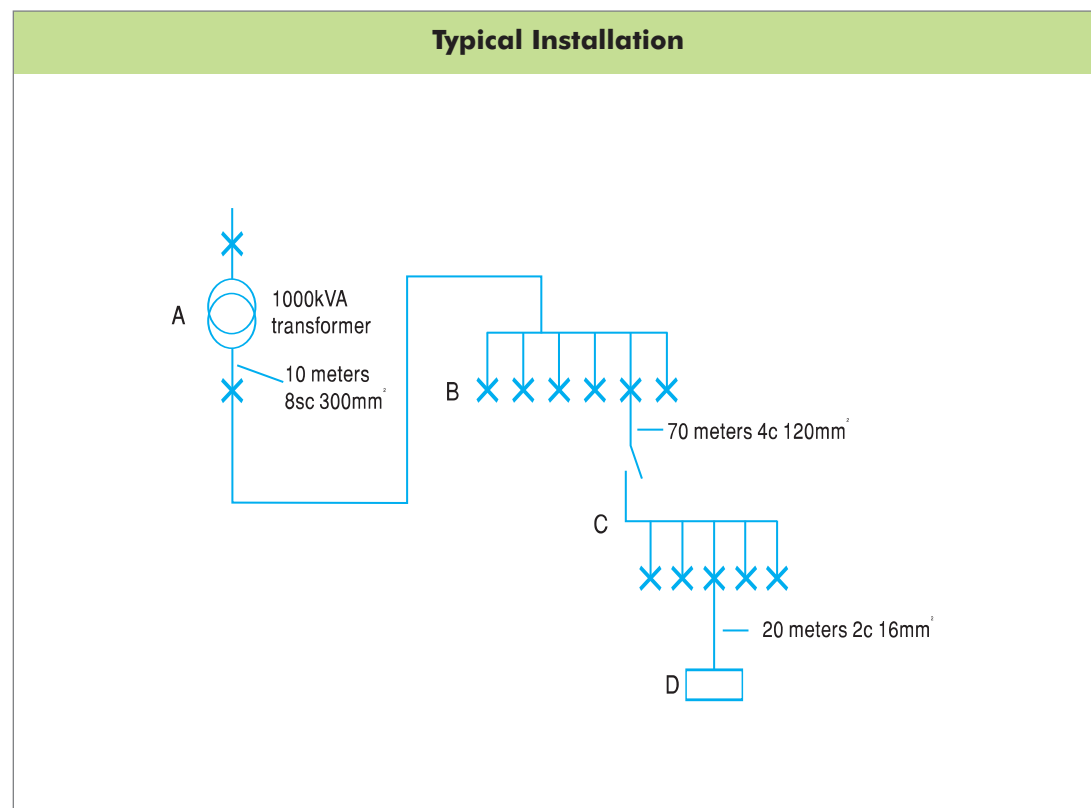 Typical Installation
A
1000kVA
transformer
10 meters
8sc 300mm²
B
70 meters 4c 120mm²
C
20 meters 2c 16mm²
D